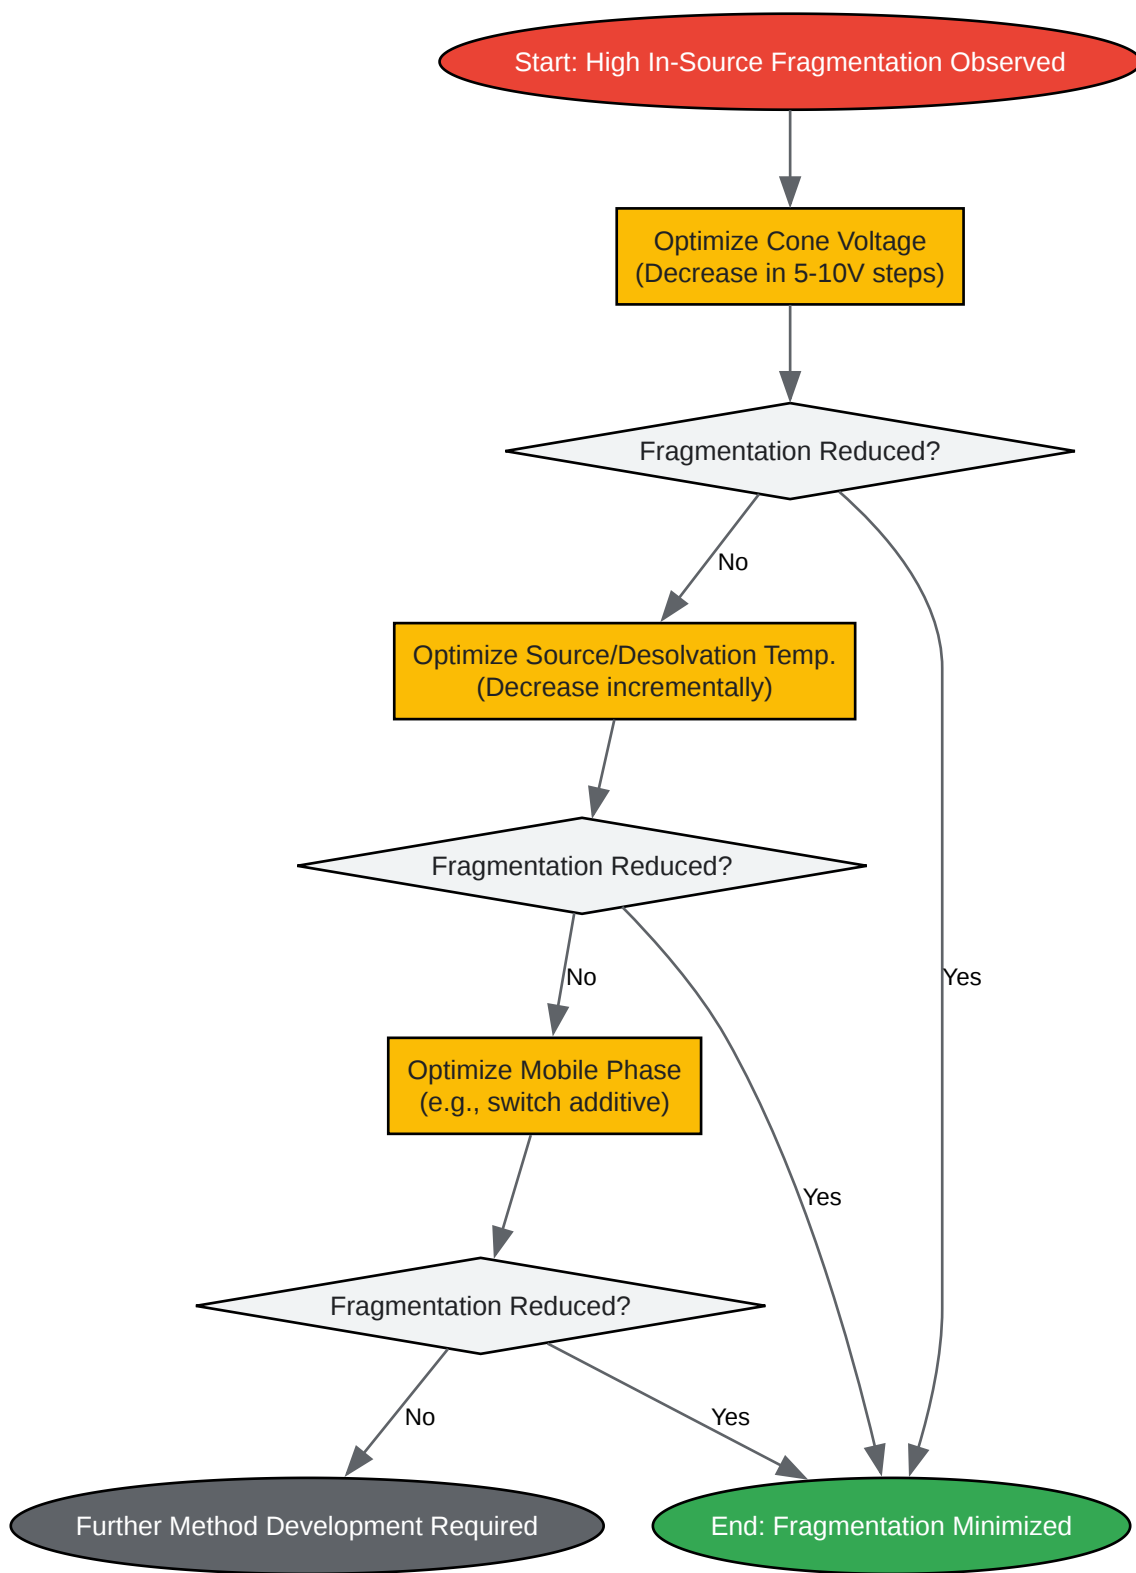 Start: High In-Source Fragmentation Observed
Optimize Cone Voltage
(Decrease in 5-10V steps)
Fragmentation Reduced?
No
Optimize Source/Desolvation Temp.
(Decrease incrementally)
Fragmentation Reduced?
No
Yes
Optimize Mobile Phase
(e.g., switch additive)
Yes
Fragmentation Reduced?
No
Yes
Further Method Development Required
End: Fragmentation Minimized